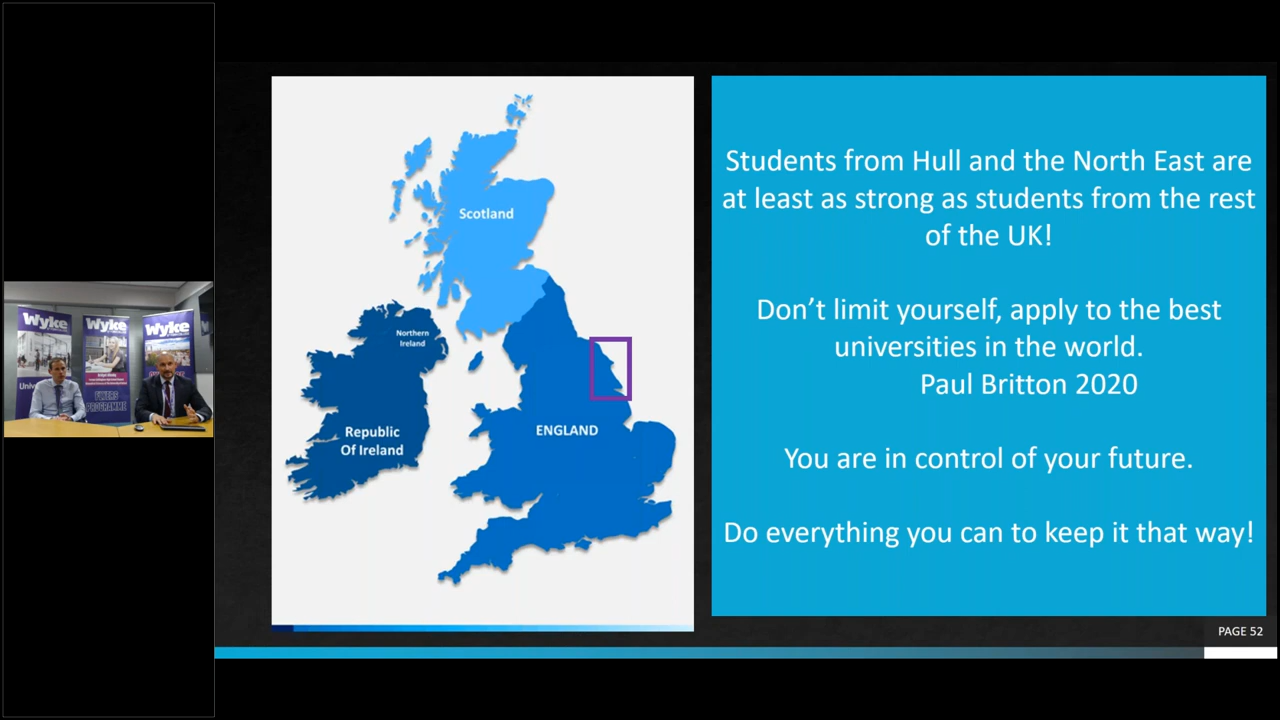 Students from Hull and the North East are
at least as strong as students from the rest
of the UK!
Don’t limit yourself, apply to the best
universities in the world.
Paul Britton 2020
You are in control of your future.
Do everything you can to keep it that way!
Scotland
Northern
Ireland
Republic
Of Ireland
ENGLAND
PAGE 52
Wyke
Wyke
Wyke
FLYERS
PROGRAMME